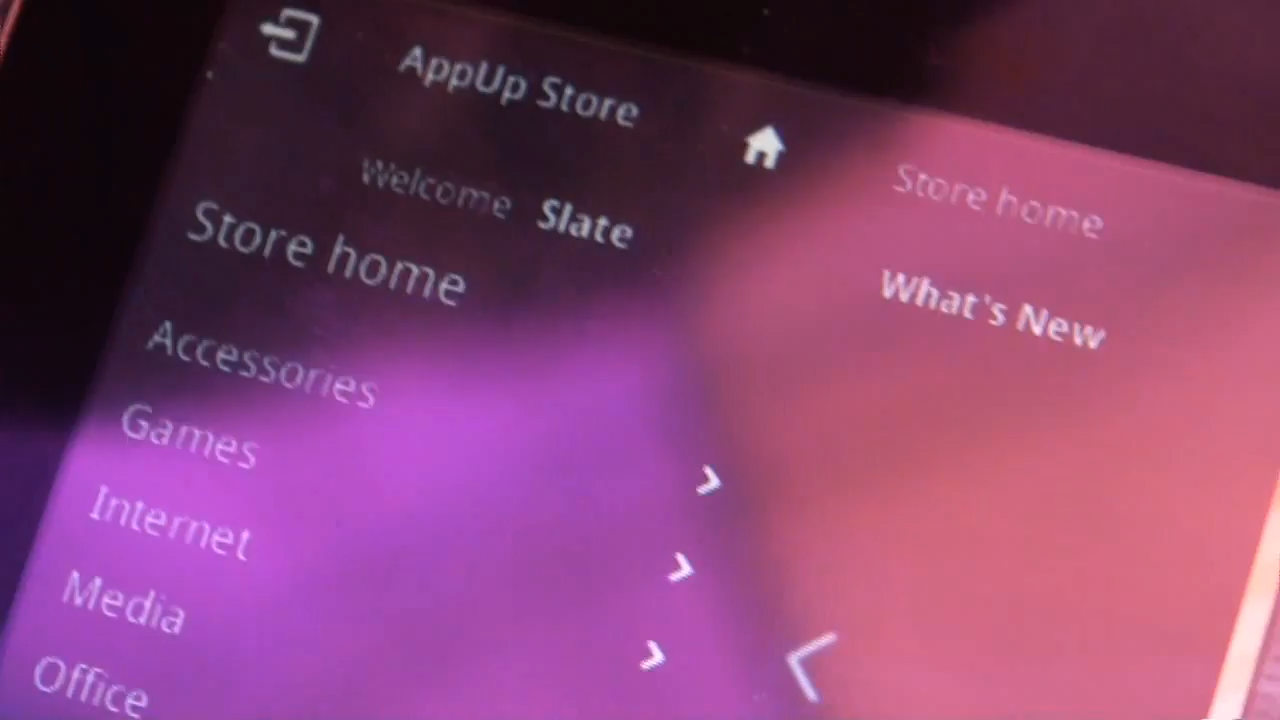 AppUp Store
Welcome Slate
Store home
Accessories
Games
Internet
Media
Office
Store home
What's New